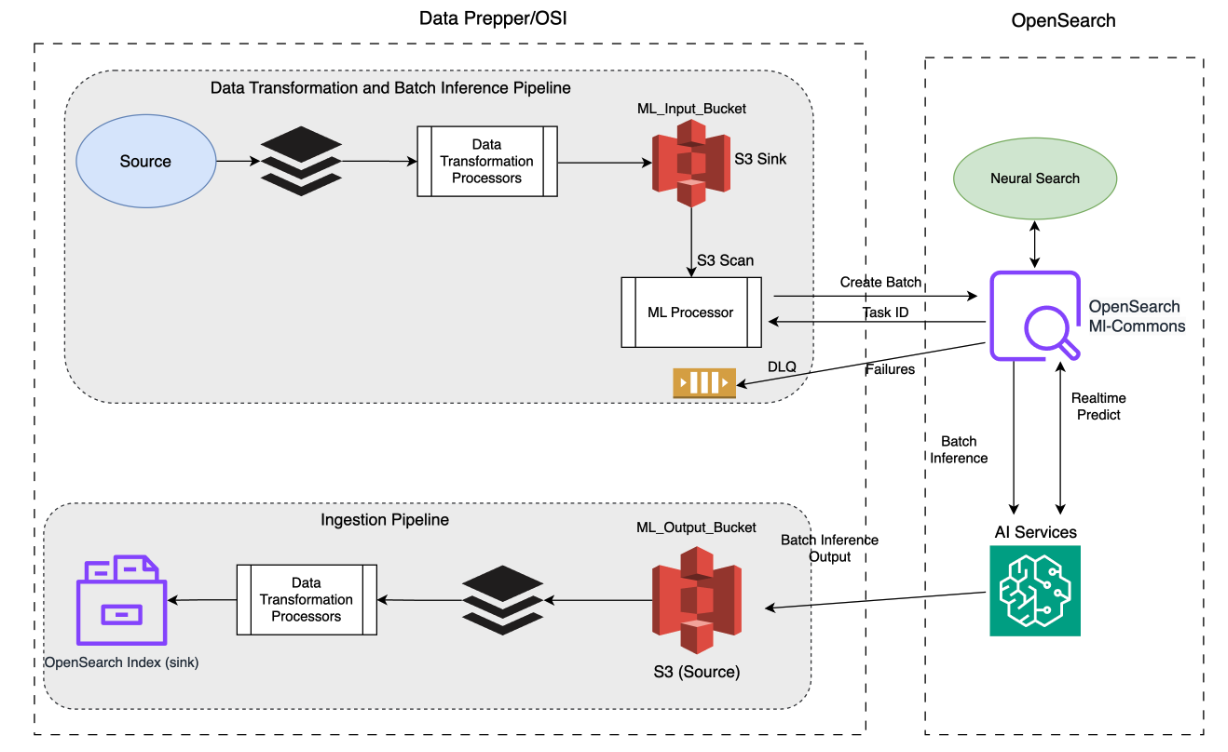 Data Prepper/OSI
OpenSearch
Data Transformation and Batch Inference Pipeline
Source
Data
Transformation
Processors
ML_Input_Bucket
S3 Sink
S3 Scan
ML Processor
Create Batch
Task ID
DLQ
Failures
Neural Search
OpenSearch
MI-Commons
Realtime
Predict
Batch
Inference
AI Services
Ingestion Pipeline
ML_Output_Bucket
Batch Inference
Output
Data
Transformation
Processors
OpenSearch Index (sink)
S3 (Source)